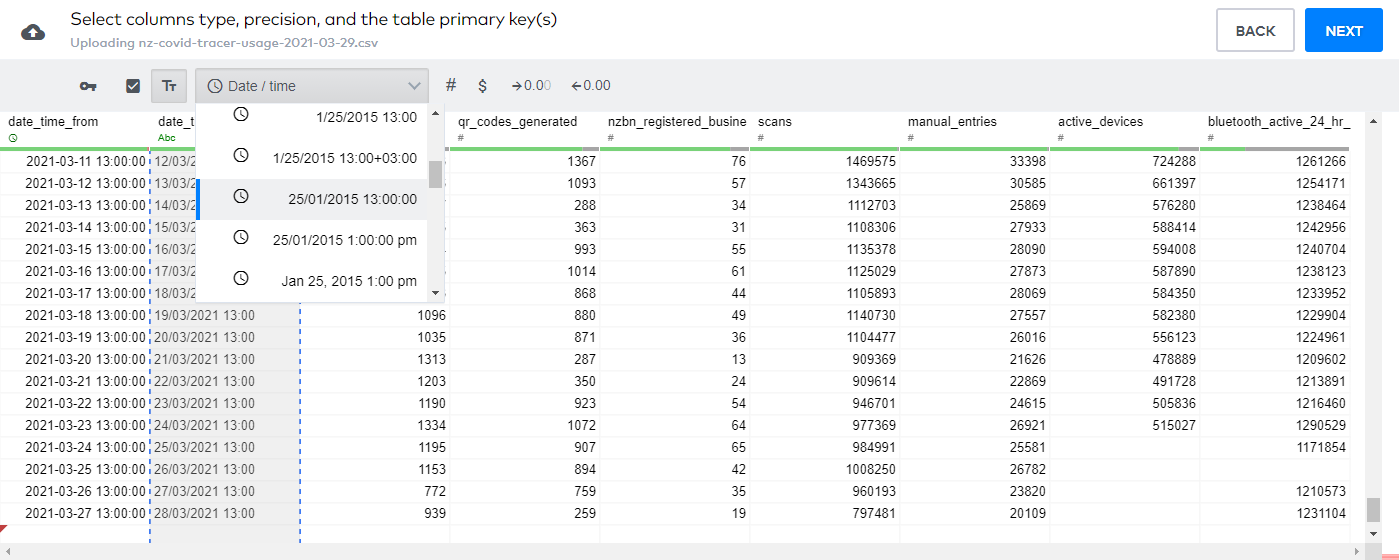 Select columns type, precision, and the table primary key(s)
Uploading nz-covid-tracer-usage-2021-03-29.csv
BACK
NEXT
Tт Date / time # $ →0.00 ←0.00
date_time_from date_t qr_codes_generated nzbn_registered_busine scans manual_entries active_devices bluetooth_active_24_hr_
Abc # # # # # #
1/25/2015 13:00
1/25/2015 13:00+03:00
25/01/2015 13:00:00
25/01/2015 1:00:00 pm
Jan 25, 2015 1:00 pm
2021-03-11 13:00:00 12/03/2 1367 76 1469575 33398 724288 1261266
2021-03-12 13:00:00 13/03/2 1093 57 1343665 30585 661397 1254171
2021-03-13 13:00:00 14/03/2 288 34 1112703 25869 576280 1238464
2021-03-14 13:00:00 15/03/2 363 31 1108306 27933 588414 1242956
2021-03-15 13:00:00 16/03/2 993 55 1135378 28090 594008 1240704
2021-03-16 13:00:00 17/03/2 1014 61 1125029 27873 587890 1238123
2021-03-17 13:00:00 18/03/2 868 44 1105893 28069 584350 1233952
2021-03-18 13:00:00 19/03/2021 13:00 1096 880 49 1140730 27557 582380 1229904
2021-03-19 13:00:00 20/03/2021 13:00 1035 871 36 1104477 26016 556123 1224961
2021-03-20 13:00:00 21/03/2021 13:00 1313 287 13 909369 21626 478889 1209602
2021-03-21 13:00:00 22/03/2021 13:00 1203 350 24 909614 22869 491728 1213891
2021-03-22 13:00:00 23/03/2021 13:00 1190 923 54 946701 24615 505836 1216460
2021-03-23 13:00:00 24/03/2021 13:00 1334 1072 64 977369 26921 515027 1290529
2021-03-24 13:00:00 25/03/2021 13:00 1195 907 65 984991 25581 1171854
2021-03-25 13:00:00 26/03/2021 13:00 1153 894 42 1008250 26782
2021-03-26 13:00:00 27/03/2021 13:00 772 759 35 960193 23820 1210573
2021-03-27 13:00:00 28/03/2021 13:00 939 259 19 797481 20109 1231104